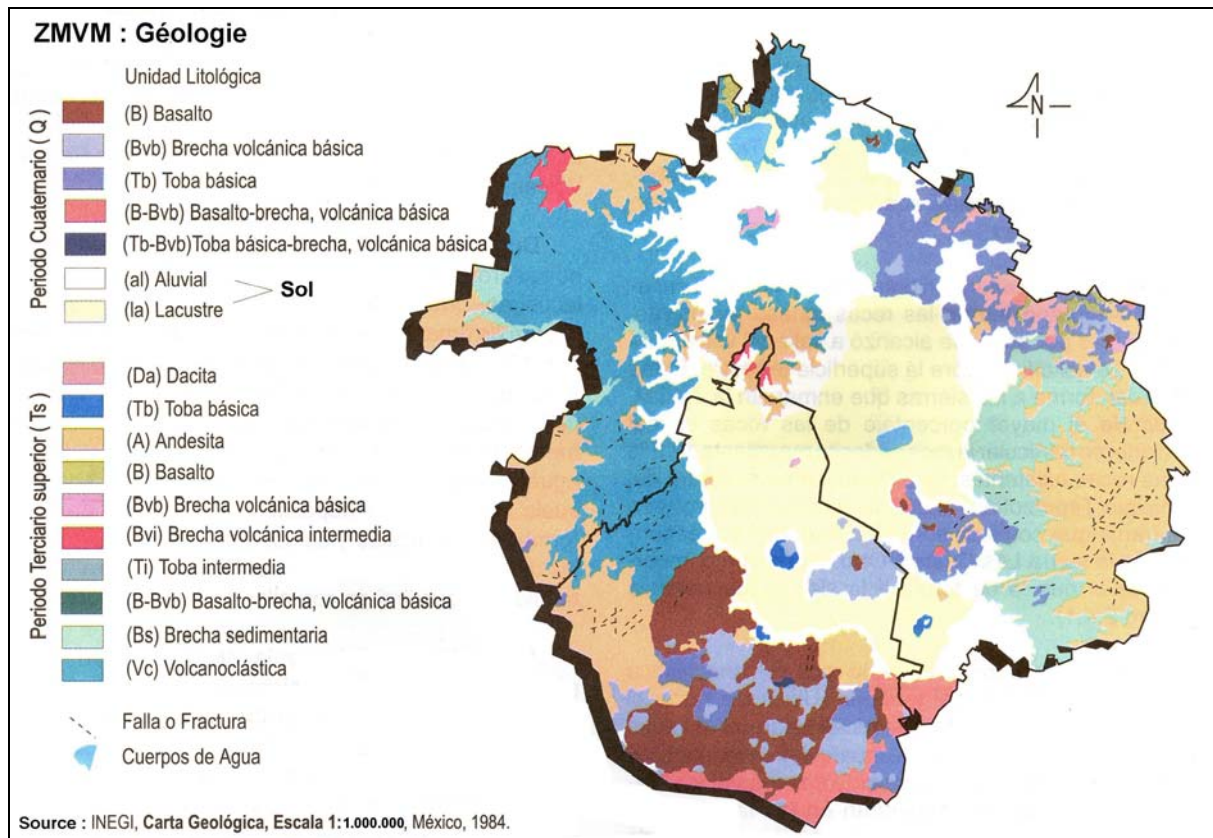 ZMVM : Géologie
Unidad Litológica
Periodo Cuaternario ( Q )
(B) Basalto
(Bvb) Brecha volcánica básica
(Tb) Toba básica
(B-Bvb) Basalto-brecha, volcánica básica
(Tb-Bvb)Toba básica-brecha, volcánica básica
(al) Aluvial
(la) Lacustre
Sol
Periodo Terciario superior ( Ts )
(Da) Dacita
(Tb) Toba básica
(A) Andesita
(B) Basalto
(Bvb) Brecha volcánica básica
(Bvi) Brecha volcánica intermedia
(Ti) Toba intermedia
(B-Bvb) Basalto-brecha, volcánica básica
(Bs) Brecha sedimentaria
(Vc) Volcanoclástica
Falla o Fractura
Cuerpos de Agua
N
Source : INEGI, Carta Geológica, Escala 1:1.000.000, México, 1984.